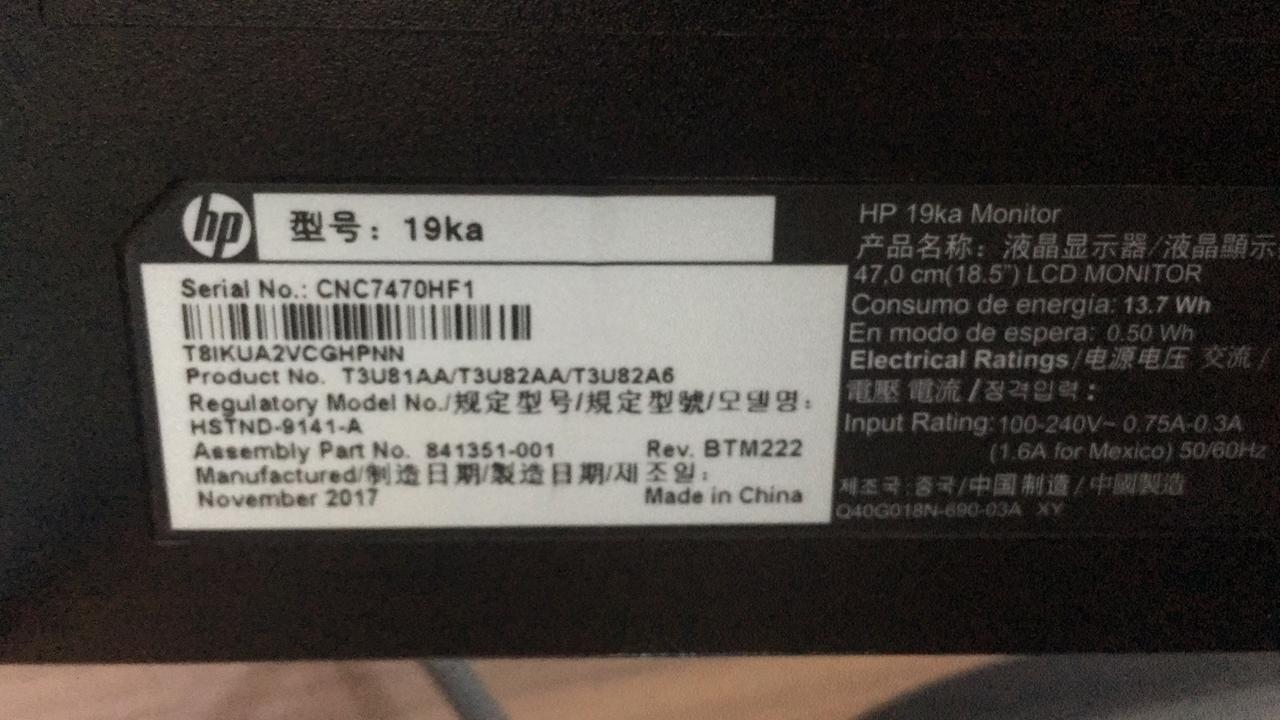 hp 型号：19ka
Serial No.: CNC7470HF1
T8IKUA2VCGHPNN
Product No. T3U81AA/T3U82AA/T3U82A6
Regulatory Model No./规定型号/規定型號/모델명:
HSTND-9141-A
Assembly Part No. 841351-001 Rev. BTM222
Manufactured/制造日期/製造日期/제조일:
November 2017 Made in China
HP 19ka Monitor
产品名称：液晶显示器/液晶顯示
47,0 cm(18.5") LCD MONITOR
Consumo de energía: 13.7 Wh
En modo de espera: 0.50 Wh
Electrical Ratings/电源电压 交流/
電壓 電流/정격입력:
Input Rating: 100-240V~ 0.75A-0.3A
(1.6A for Mexico) 50/60Hz
제조국: 중국/中国制造/中國製造
Q40G018N-690-03A XY